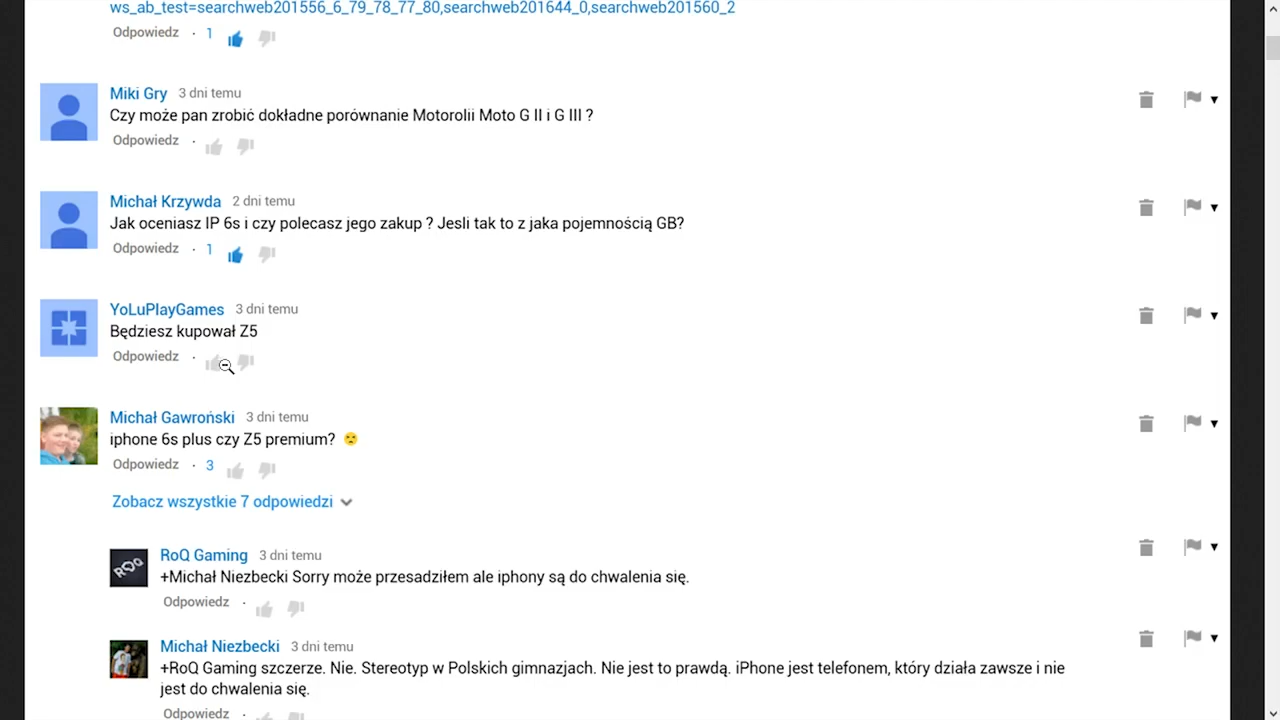 ws_ab_test=searchweb201556_6_79_78_77_80,searchweb201644_0,searchweb201560_2
Odpowiedz · 1
Miki Gry 3 dni temu
Czy może pan zrobić dokładne porównanie Motorolii Moto G II i G III ?
Odpowiedz ·
Michał Krzywda 2 dni temu
Jak oceniasz IP 6s i czy polecasz jego zakup ? Jesli tak to z jaka pojemnością GB?
Odpowiedz · 1
YoLuPlayGames 3 dni temu
Będziesz kupował Z5
Odpowiedz ·
Michał Gawroński 3 dni temu
iphone 6s plus czy Z5 premium?
Odpowiedz · 3
Zobacz wszystkie 7 odpowiedzi
ROQ
RoQ Gaming 3 dni temu
+Michał Niezbecki Sorry może przesadziłem ale iphony są do chwalenia się.
Odpowiedz ·
Michał Niezbecki 3 dni temu
+RoQ Gaming szczerze. Nie. Stereotyp w Polskich gimnazjach. Nie jest to prawdą. iPhone jest telefonem, który działa zawsze i nie
jest do chwalenia się.
Odpowiedz ·